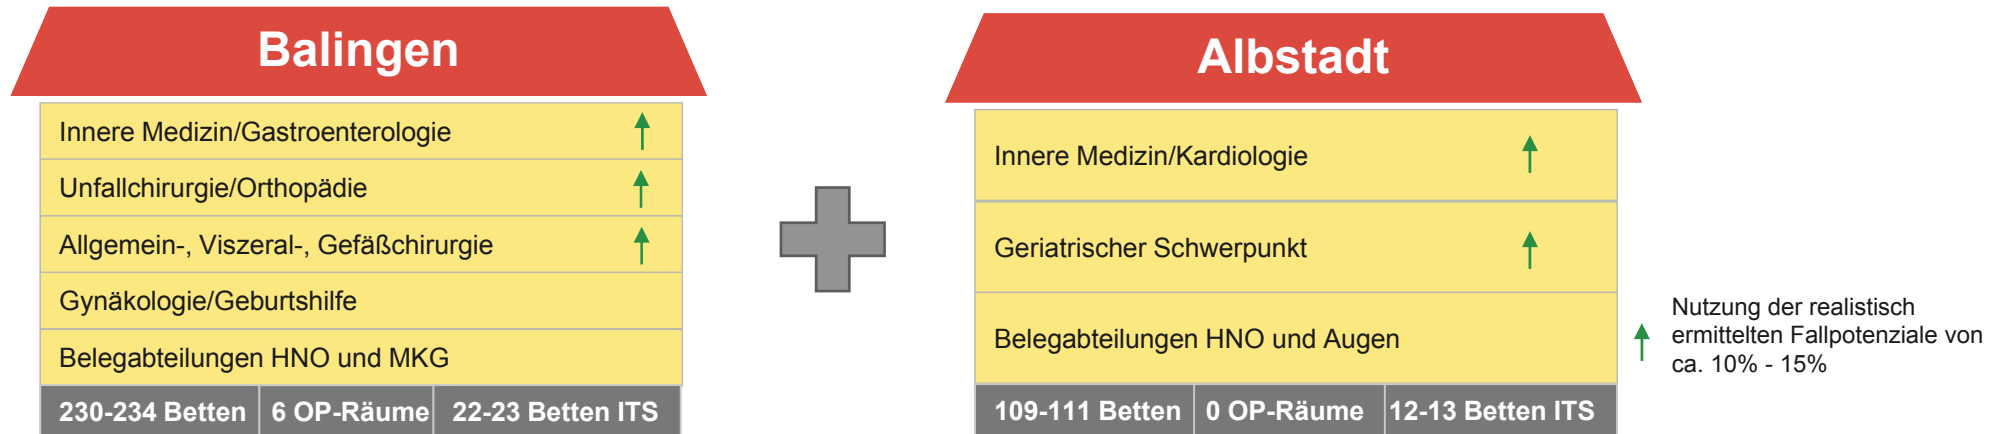 Balingen
Innere Medizin/Gastroenterologie
Unfallchirurgie/Orthopädie
Allgemein-, Viszeral-, Gefäßchirurgie
Gynäkologie/Geburtshilfe
Belegabteilungen HNO und MKG
230-234 Betten
6 OP-Räume
22-23 Betten ITS
Albstadt
Innere Medizin/Kardiologie
Geriatrischer Schwerpunkt
Belegabteilungen HNO und Augen
109-111 Betten
0 OP-Räume
12-13 Betten ITS
Nutzung der realistisch
ermittelten Fallpotenziale von
ca. 10% - 15%